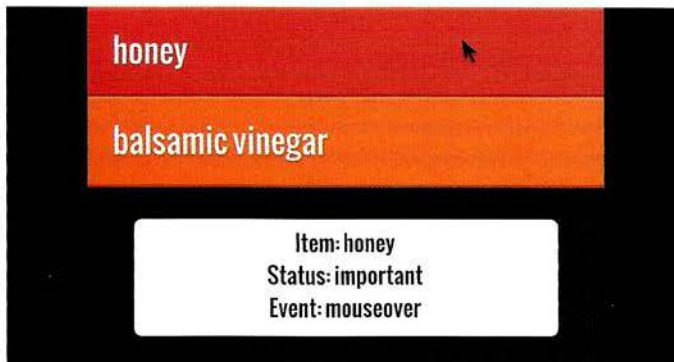 honey
balsamic vinegar
Item: honey
Status: important
Event: mouseover